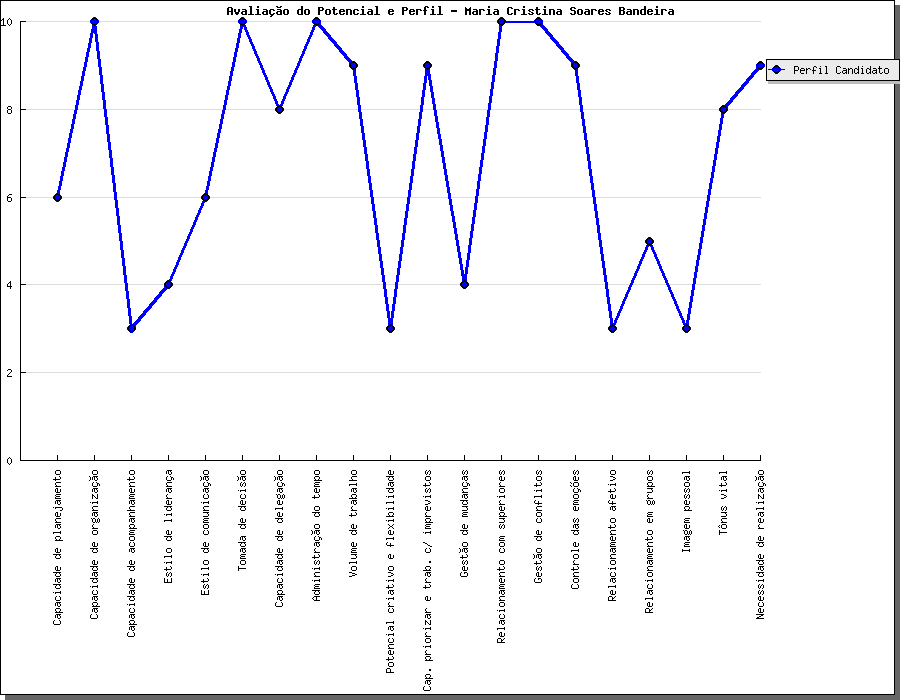 Avaliação do Potencial e Perfil - Maria Cristina Soares Bandeira
10
8
6
4
2
0
Perfil Candidato
Capacidade de planejamento
Capacidade de organização
Capacidade de acompanhamento
Estilo de liderança
Estilo de comunicação
Tomada de decisão
Capacidade de delegação
Administração do tempo
Volume de trabalho
Potencial criativo e flexibilidade
Cap. priorizar e trab. c/ imprevistos
Gestão de mudanças
Relacionamento com superiores
Gestão de conflitos
Controle das emoções
Relacionamento afetivo
Relacionamento em grupos
Imagem pessoal
Tônus vital
Necessidade de realização